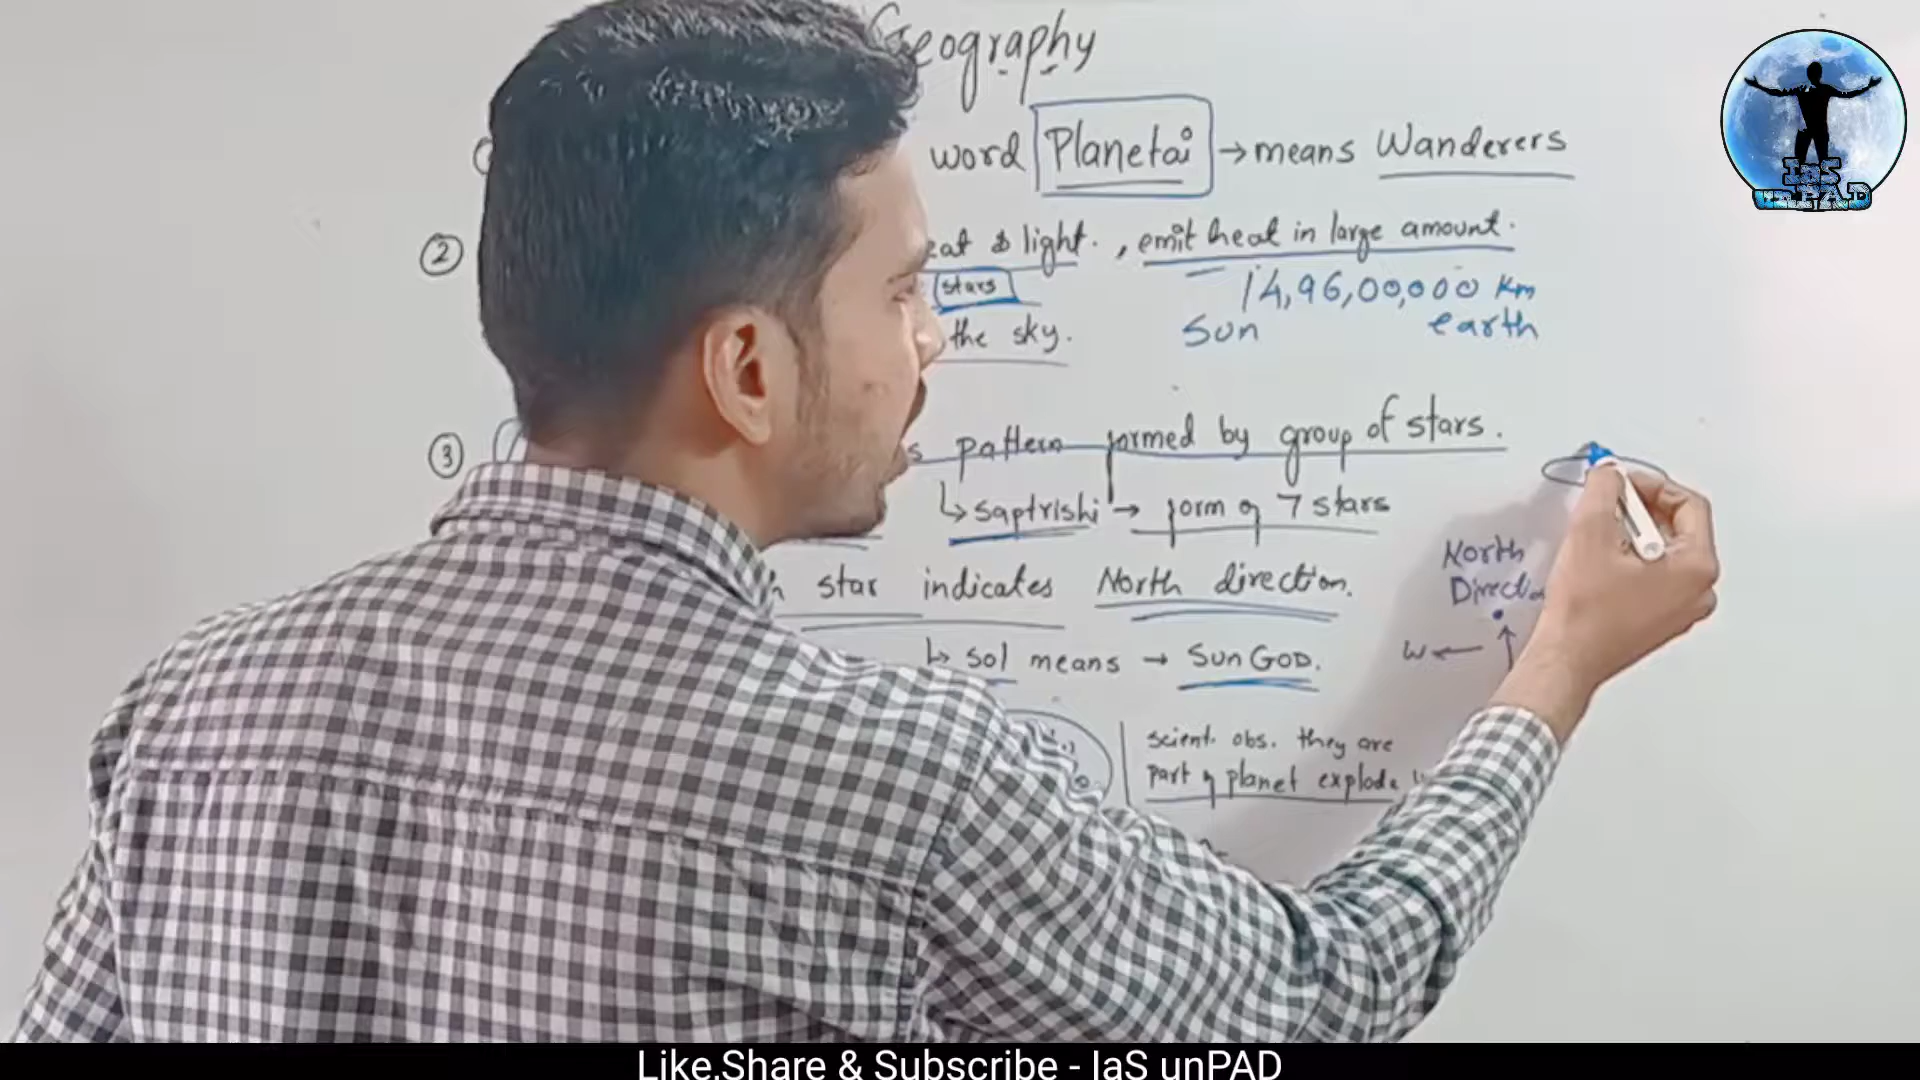 Geography
word Planetai → means Wanderers
② eat & light. , emit heat in large amount.
stars
14,96,00,000 Km
the sky.
Sun earth
③ s pattern formed by group of stars.
↳ saptrishi → form of 7 stars
star indicates North direction.
North
Direction
↳ sol means → Sun GOD.
W ←
scient. obs. they are
part of planet explode
IaS
unPAD
Like,Share & Subscribe - IaS unPAD